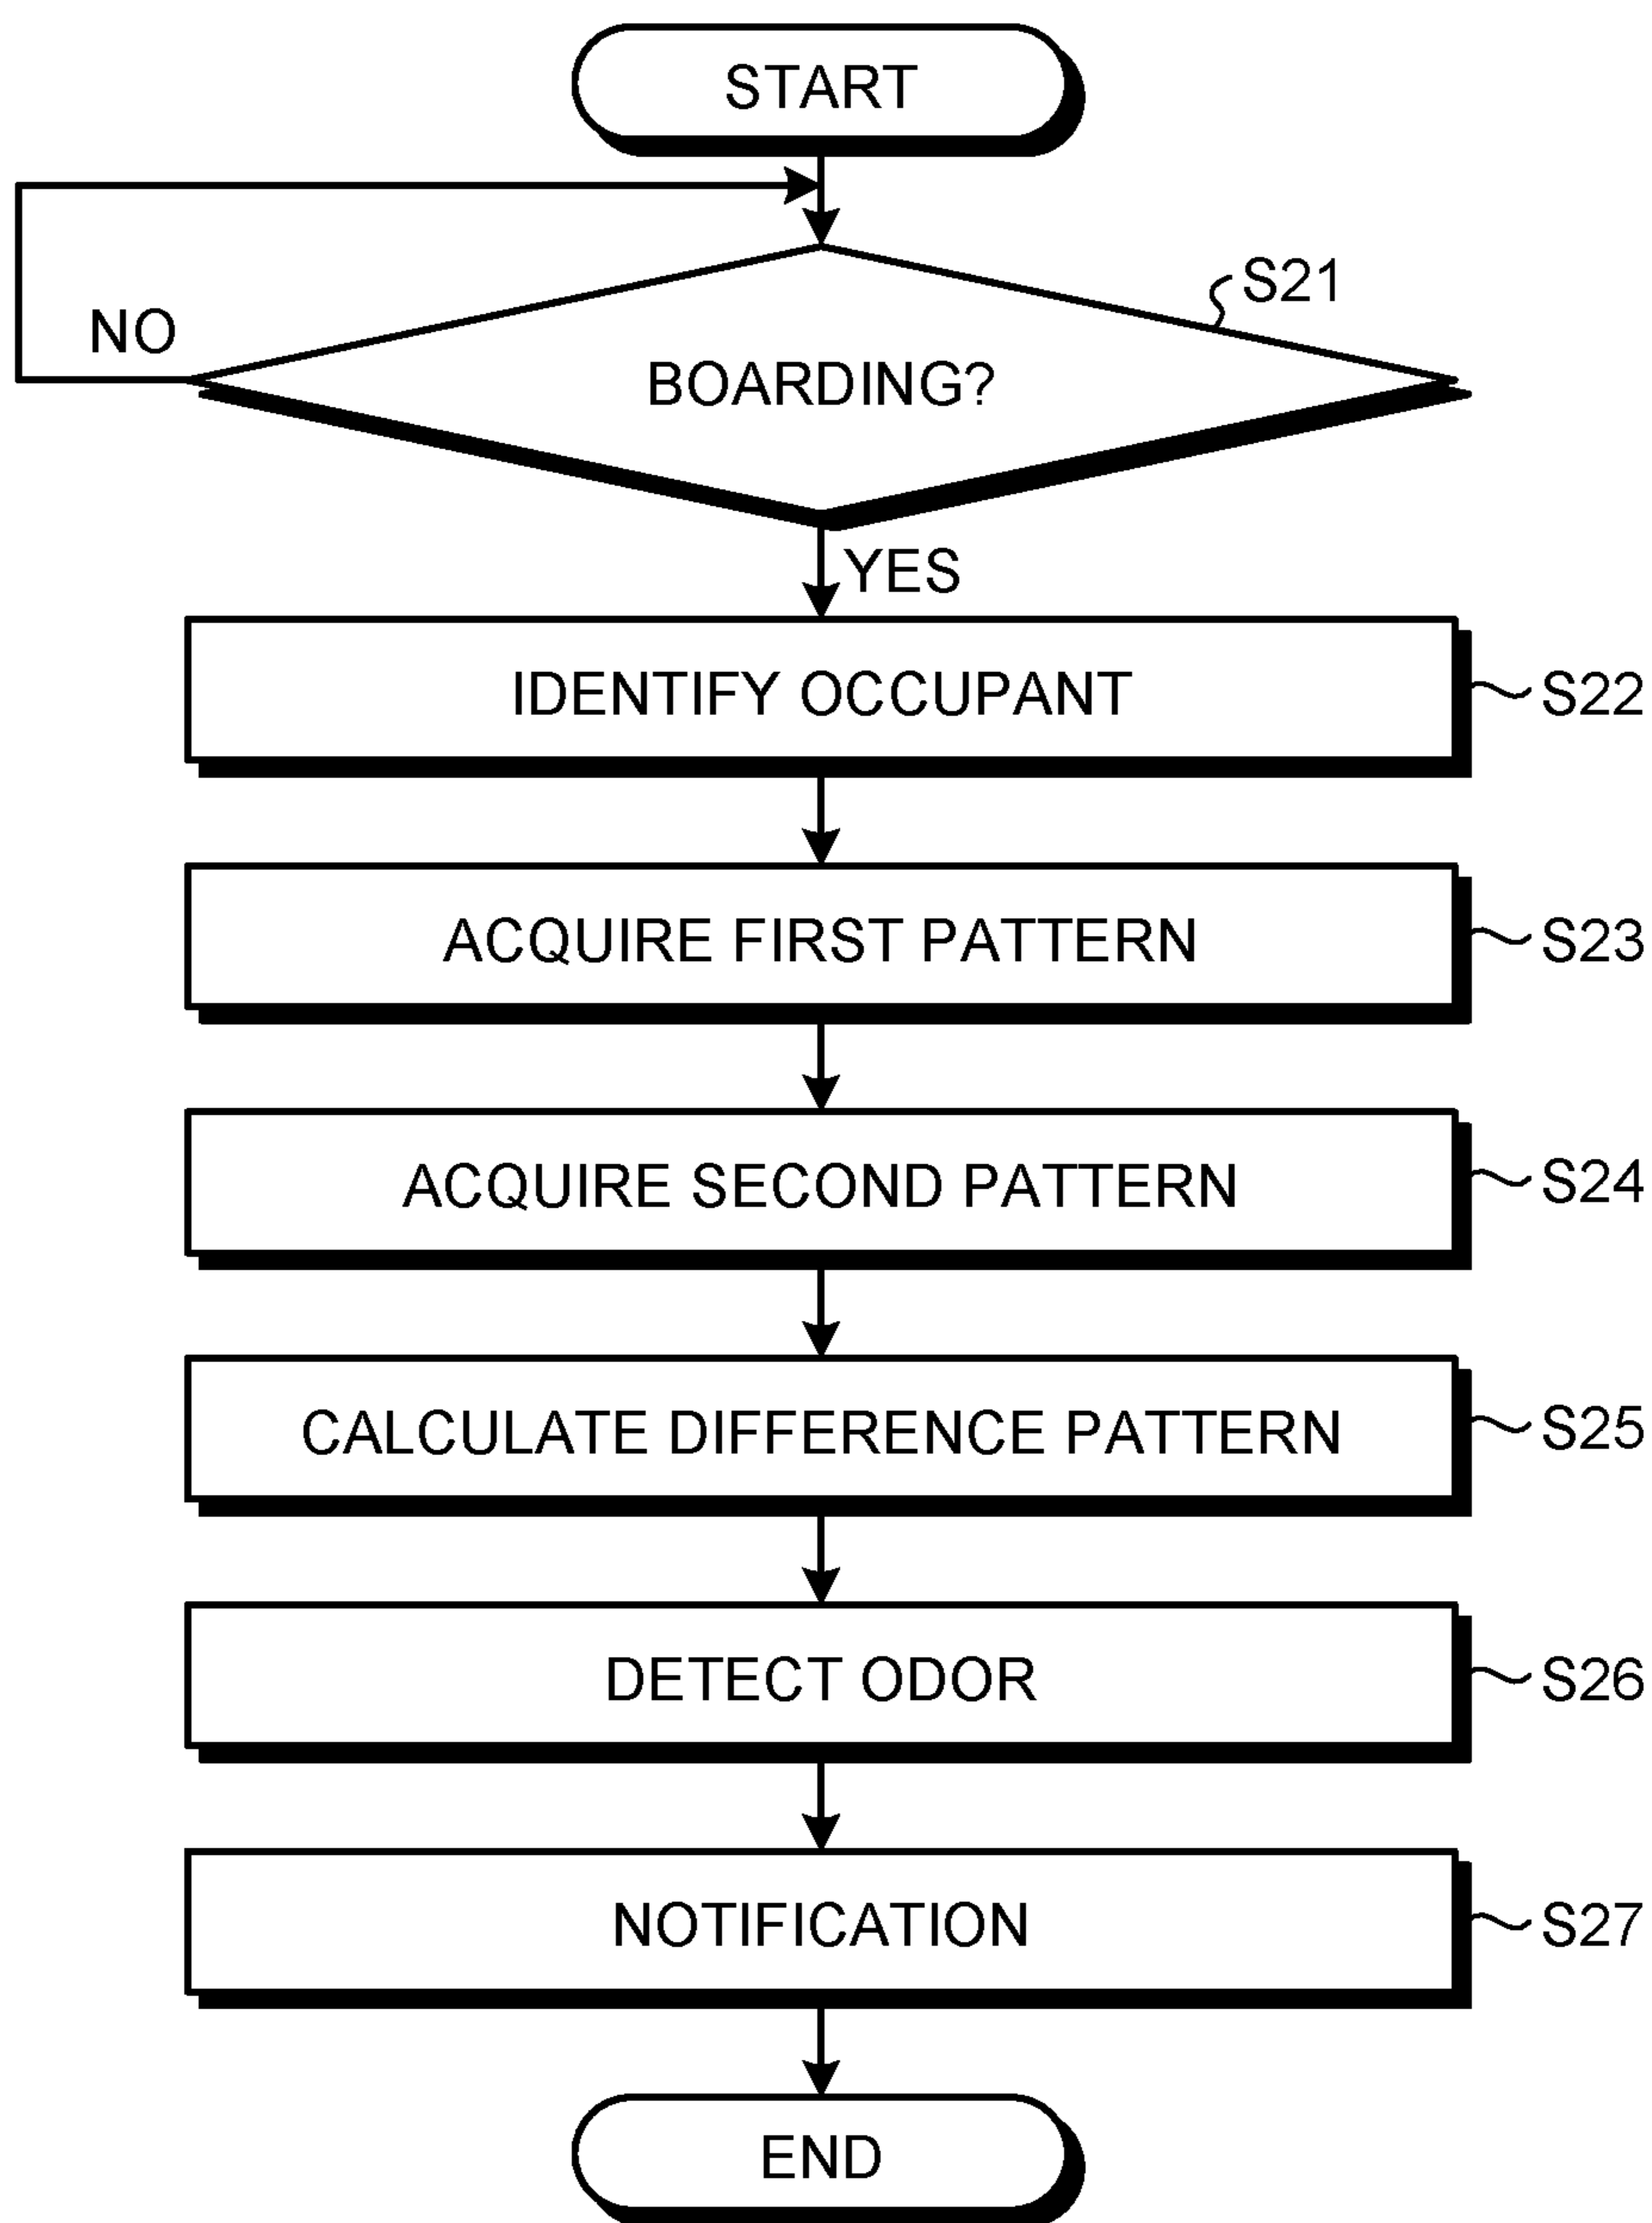 START
S21
NO
BOARDING?
YES
IDENTIFY OCCUPANT
S22
ACQUIRE FIRST PATTERN
S23
ACQUIRE SECOND PATTERN
S24
CALCULATE DIFFERENCE PATTERN
S25
DETECT ODOR
S26
NOTIFICATION
S27
END